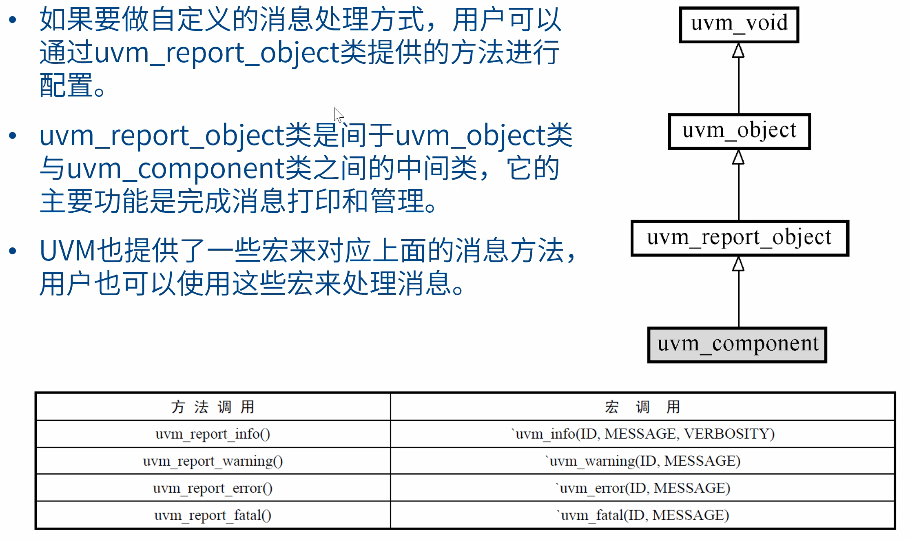 • 如果要做自定义的消息处理方式，用户可以
通过uvm_report_object类提供的方法进行
配置。
• uvm_report_object类是间于uvm_object类
与uvm_component类之间的中间类，它的
主要功能是完成消息打印和管理。
• UVM也提供了一些宏来对应上面的消息方法，
用户也可以使用这些宏来处理消息。
uvm_void
uvm_object
uvm_report_object
uvm_component
方 法 调 用 宏 调 用
uvm_report_info() `uvm_info(ID, MESSAGE, VERBOSITY)
uvm_report_warning() `uvm_warning(ID, MESSAGE)
uvm_report_error() `uvm_error(ID, MESSAGE)
uvm_report_fatal() `uvm_fatal(ID, MESSAGE)